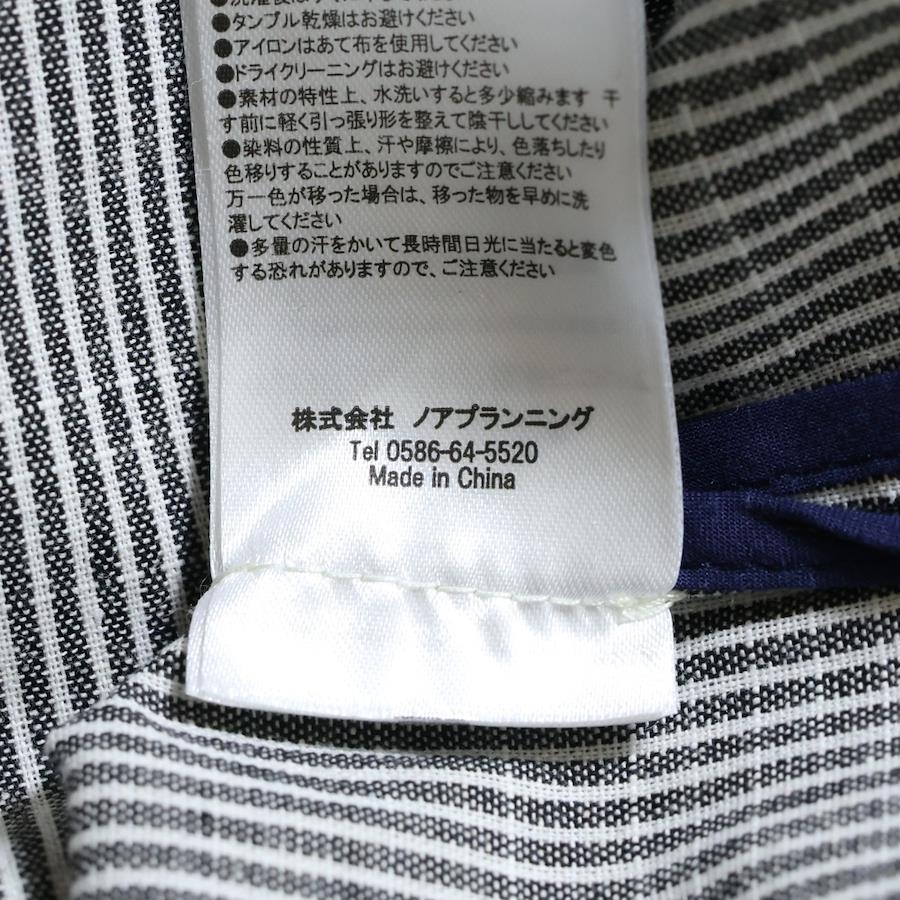 ●タンブル乾燥はお避けください
●アイロンはあて布を使用してください
●ドライクリーニングはお避けください
●素材の特性上、水洗いすると多少縮みます 干
す前に軽く引っ張り形を整えて陰干ししてください
●染料の性質上、汗や摩擦により、色落ちしたり
色移りすることがありますのでご注意ください
万一色が移った場合は、移った物を早めに洗
濯してください
●多量の汗をかいて長時間日光に当たると変色
する恐れがありますので、ご注意ください
株式会社 ノアプランニング
Tel 0586-64-5520
Made in China